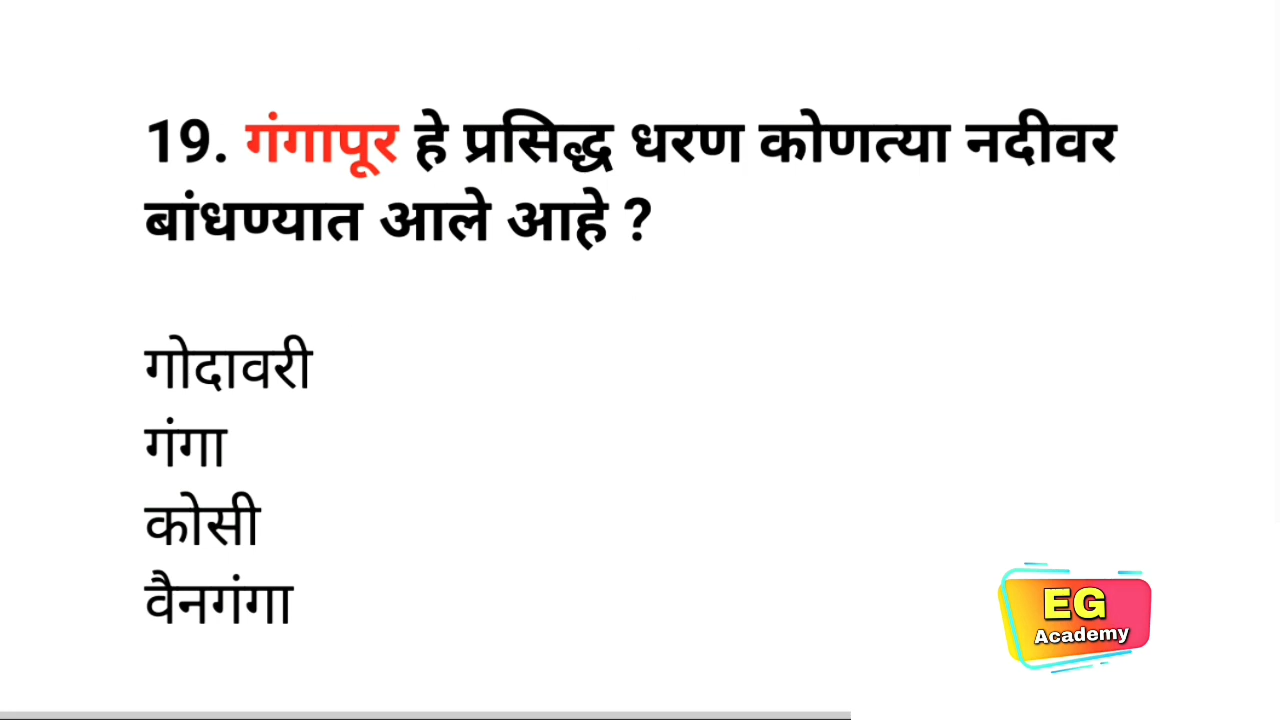 19. गंगापूर हे प्रसिद्ध धरण कोणत्या नदीवर
बांधण्यात आले आहे ?
गोदावरी
गंगा
कोसी
वैनगंगा
EG
Academy